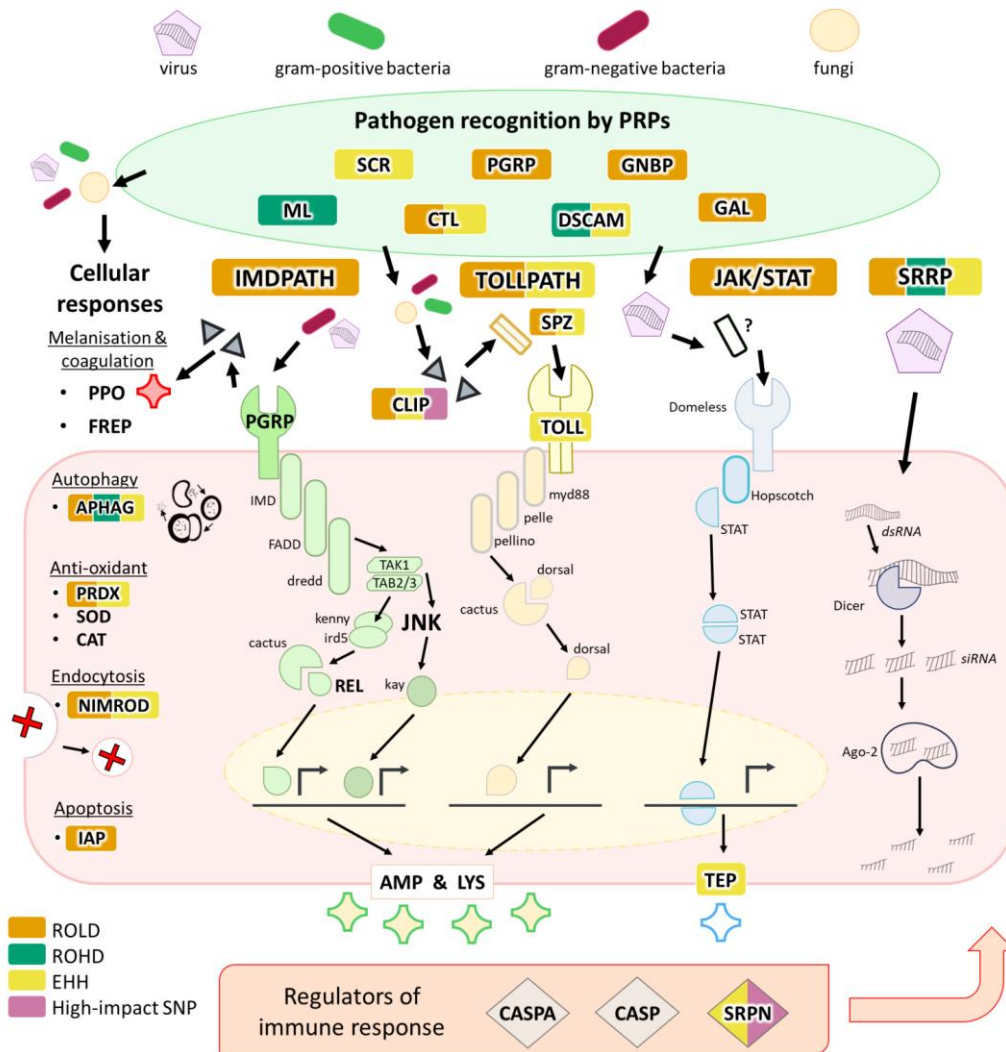 virus
gram-positive bacteria
gram-negative bacteria
fungi
Pathogen recognition by PRPs
SCR
PGRP
GNBP
ML
CTL
DSCAM
GAL
Cellular
responses
IMDPATH
TOLLPATH
JAK/STAT
SRRP
SPZ
?
Melanisation &
coagulation
• PPO
• FREP
CLIP
PGRP
TOLL
Domeless
Autophagy
• APHAG
IMD
FADD
dredd
TAK1
TAB2/3
kenny
ird5
JNK
cactus
REL
kay
myd88
pelle
pellino
dorsal
cactus
dorsal
Hopscotch
STAT
STAT
STAT
dsRNA
Dicer
siRNA
Ago-2
Anti-oxidant
• PRDX
• SOD
• CAT
Endocytosis
• NIMROD
Apoptosis
• IAP
AMP & LYS
TEP
ROLD
ROHD
EHH
High-impact SNP
Regulators of
immune response
CASPA
CASP
SRPN